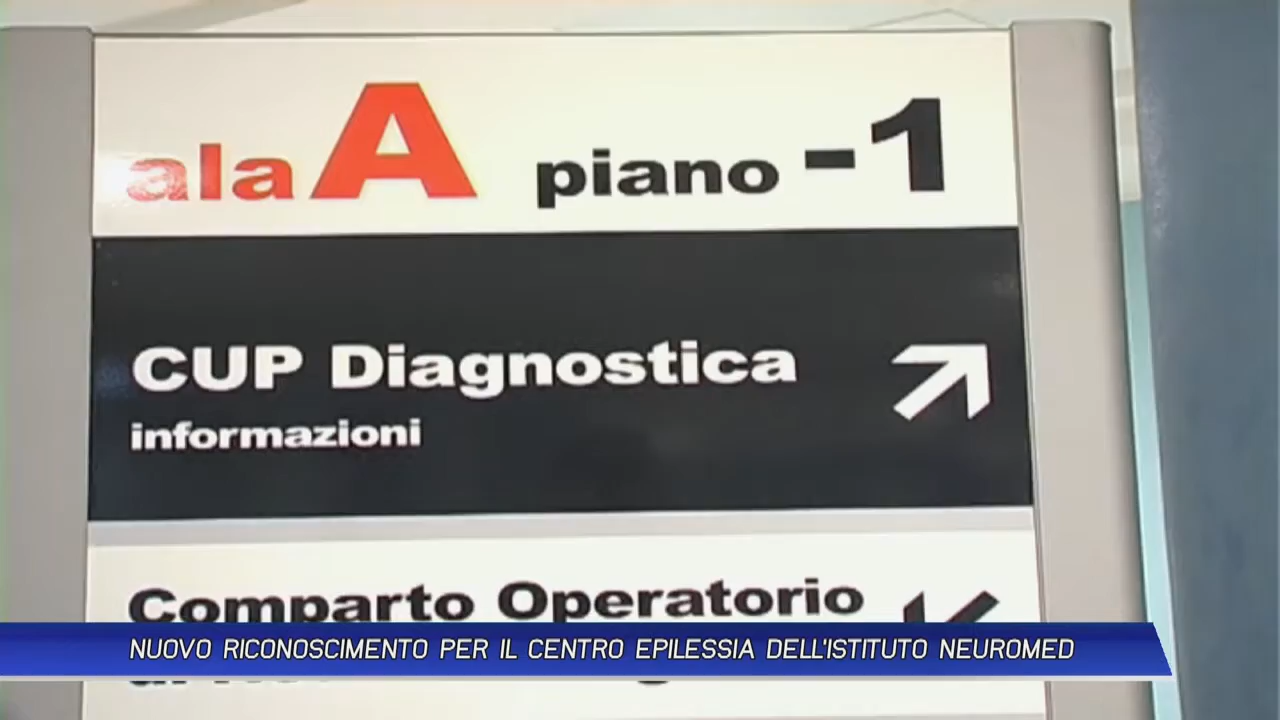 ala A piano -1
CUP Diagnostica
informazioni
Comparto Operatorio
NUOVO RICONOSCIMENTO PER IL CENTRO EPILESSIA DELL'ISTITUTO NEUROMED